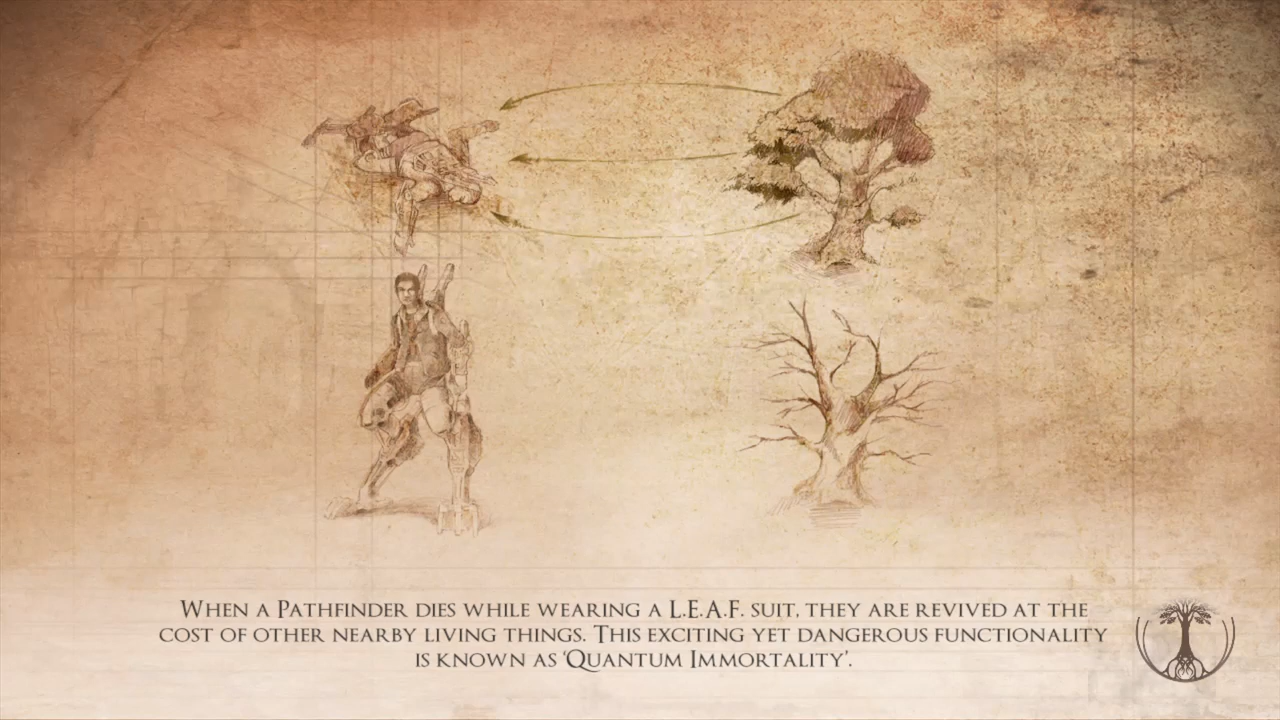 When a Pathfinder dies while wearing a L.E.A.F. suit, they are revived at the
cost of other nearby living things. This exciting yet dangerous functionality
is known as ‘Quantum Immortality’.